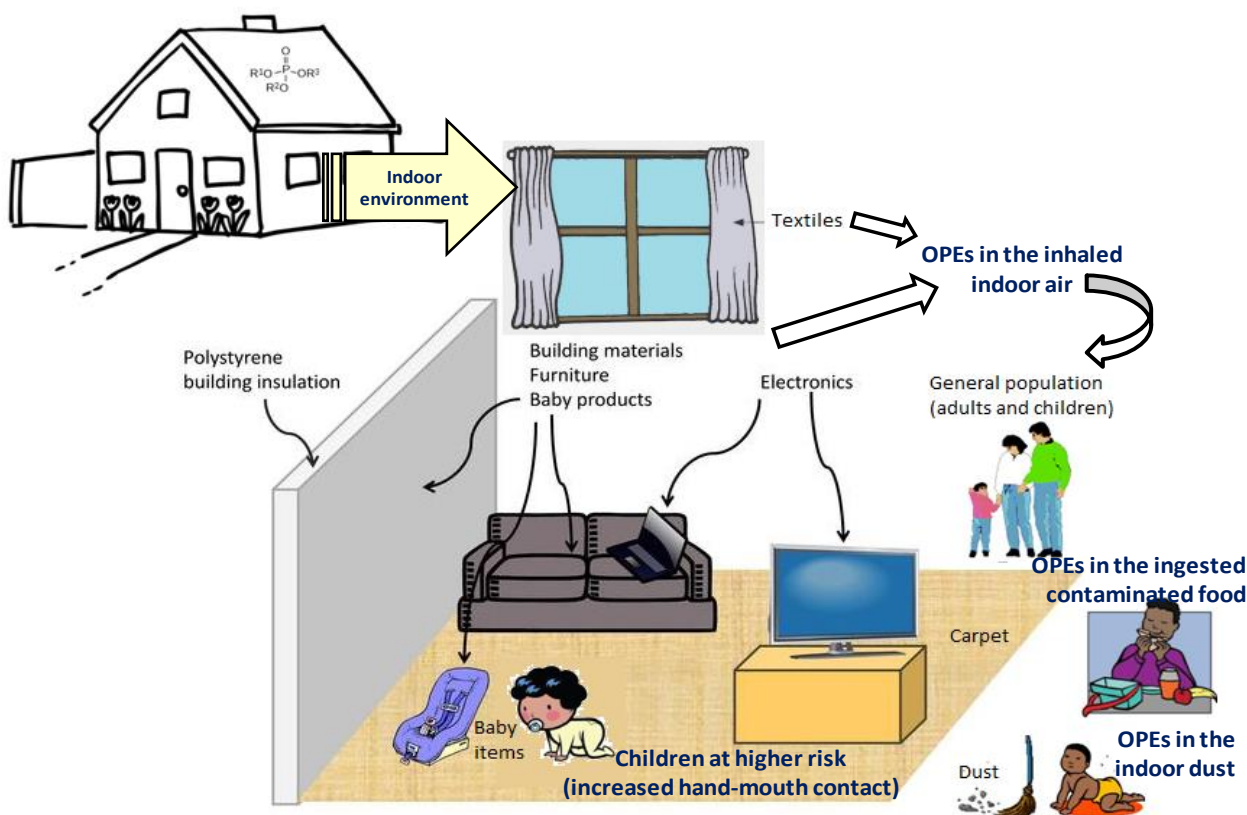 O
R¹O-P-OR³
R²O
Indoor
environment
Textiles
OPEs in the inhaled
indoor air
Polystyrene
building insulation
Building materials
Furniture
Baby products
Electronics
General population
(adults and children)
OPEs in the ingested
contaminated food
Carpet
Baby
items
Children at higher risk
(increased hand-mouth contact)
Dust
OPEs in the
indoor dust